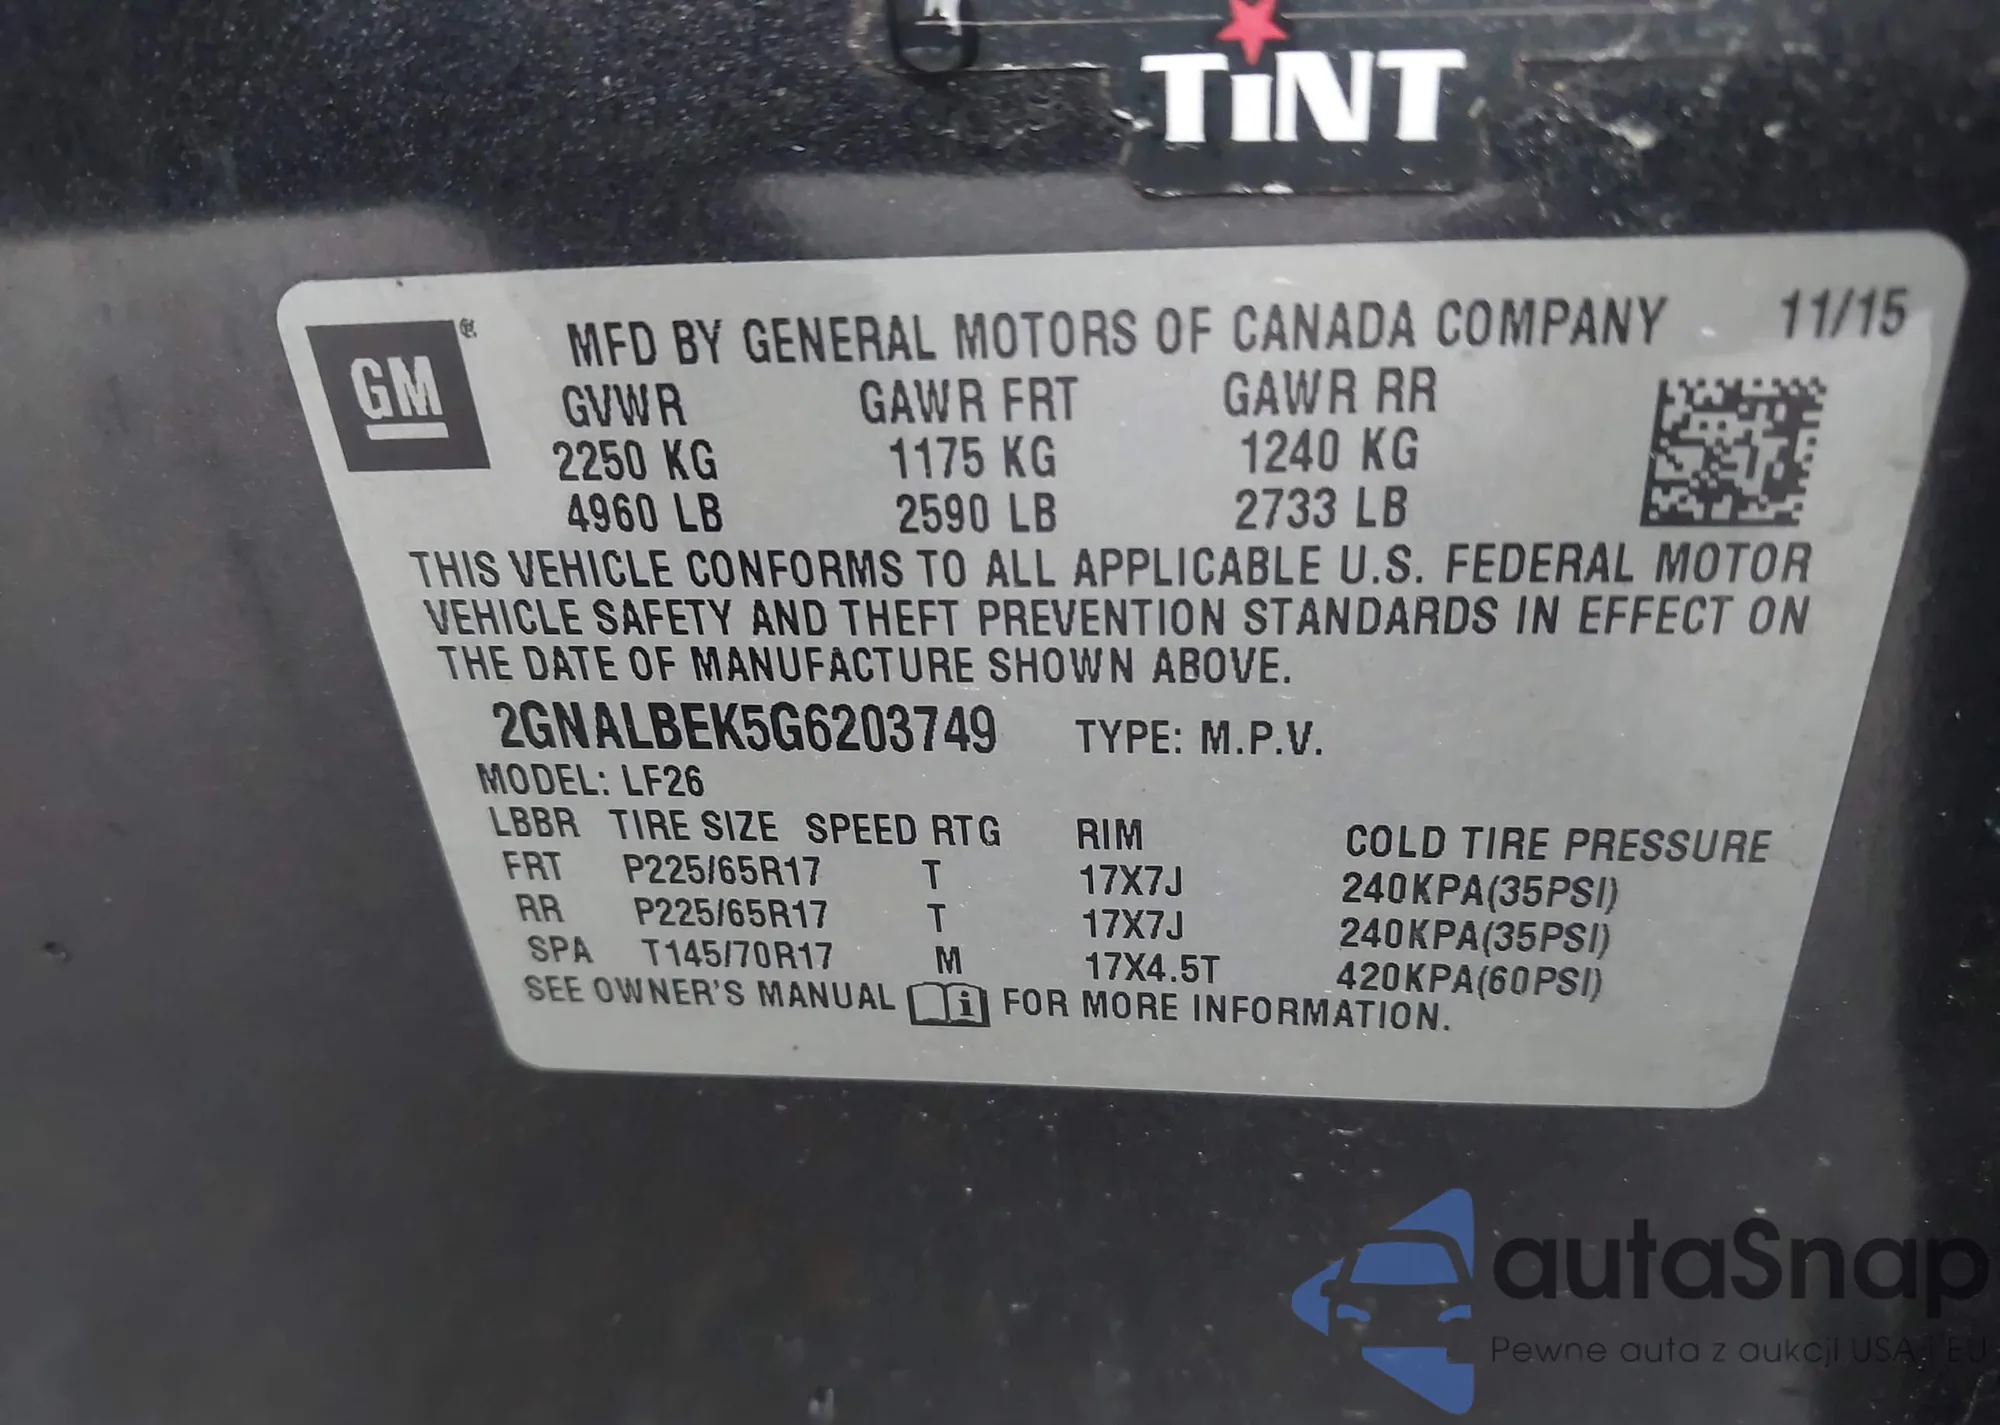 TiNT
GM
MFD BY GENERAL MOTORS OF CANADA COMPANY 11/15
GVWR GAWR FRT GAWR RR
2250 KG 1175 KG 1240 KG
4960 LB 2590 LB 2733 LB
THIS VEHICLE CONFORMS TO ALL APPLICABLE U.S. FEDERAL MOTOR
VEHICLE SAFETY AND THEFT PREVENTION STANDARDS IN EFFECT ON
THE DATE OF MANUFACTURE SHOWN ABOVE.
2GNALBEK5G6203749 TYPE: M.P.V.
MODEL: LF26
LBBR TIRE SIZE SPEED RTG RIM COLD TIRE PRESSURE
FRT P225/65R17 T 17X7J 240KPA(35PSI)
RR P225/65R17 T 17X7J 240KPA(35PSI)
SPA T145/70R17 M 17X4.5T 420KPA(60PSI)
SEE OWNER'S MANUAL i FOR MORE INFORMATION.
autaSnap
Pewne auta z aukcji USA i EU